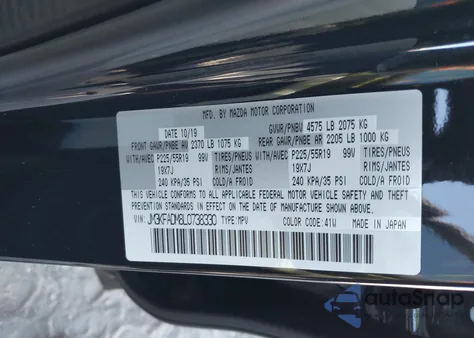 MFD. BY MAZDA MOTOR CORPORATION
DATE 10/19 GVWR/PNBV 4575 LB 2075 KG
FRONT GAWR/PNBE AV 2370 LB 1075 KG REAR GAWR/PNBE AR 2205 LB 1000 KG
WITH/AVEC P225/55R19 99V TIRES/PNEUS WITH/AVEC P225/55R19 99V TIRES/PNEUS
19X7J RIMS/JANTES 19X7J RIMS/JANTES
240 KPA/35 PSI COLD/A FROID 240 KPA/35 PSI COLD/A FROID
THIS VEHICLE CONFORMS TO ALL APPLICABLE FEDERAL MOTOR VEHICLE SAFETY, BUMPER, AND THEFT
PREVENTION STANDARDS IN EFFECT ON THE DATE OF MANUFACTURE SHOWN ABOVE.
VIN: JM3KFADM8L0738330 TYPE: MPV COLOR CODE: 41W MADE IN JAPAN
autoSnap